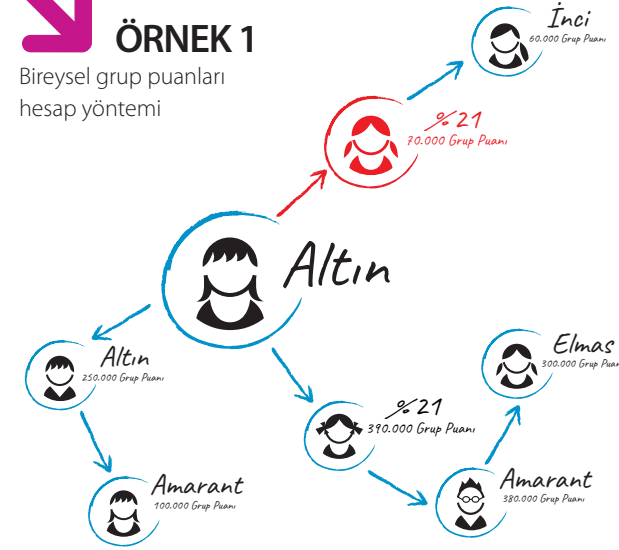 ÖRNEK 1
Bireysel grup puanları
hesap yöntemi
İnci
60.000 Grup Puanı
%21
70.000 Grup Puanı
Altın
Altın
250.000 Grup Puanı
Amarant
100.000 Grup Puanı
%21
390.000 Grup Puanı
Elmas
300.000 Grup Puan
Amarant
380.000 Grup Puanı